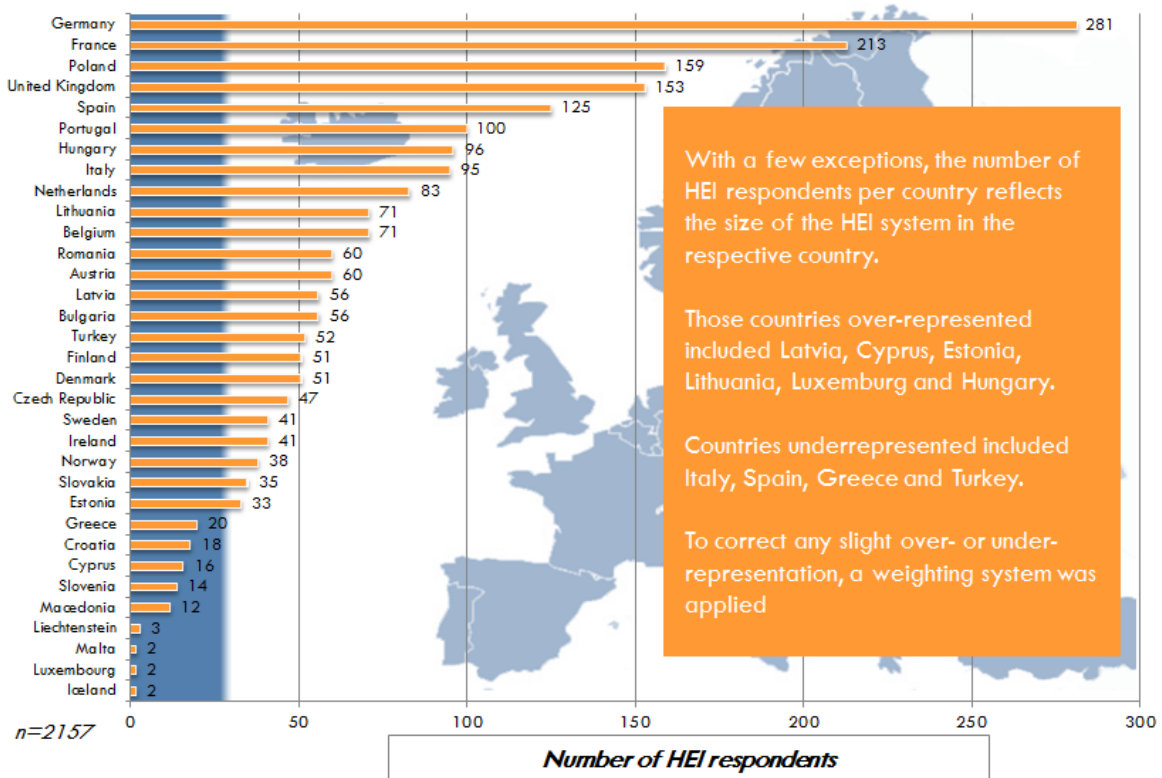 Germany 281
France 213
Poland 159
United Kingdom 153
Spain 125
Portugal 100
Hungary 96
Italy 95
Netherlands 83
Lithuania 71
Belgium 71
Romania 60
Austria 60
Latvia 56
Bulgaria 56
Turkey 52
Finland 51
Denmark 51
Czech Republic 47
Sweden 41
Ireland 41
Norway 38
Slovakia 35
Estonia 33
Greece 20
Croatia 18
Cyprus 16
Slovenia 14
Macedonia 12
Liechtenstein 3
Malta 2
Luxembourg 2
Iceland 2
With a few exceptions, the number of
HEI respondents per country reflects
the size of the HEI system in the
respective country.
Those countries over-represented
included Latvia, Cyprus, Estonia,
Lithuania, Luxemburg and Hungary.
Countries underrepresented included
Italy, Spain, Greece and Turkey.
To correct any slight over- or under-
representation, a weighting system was
applied
0 50 100 150 200 250 300
n=2157
Number of HEI respondents